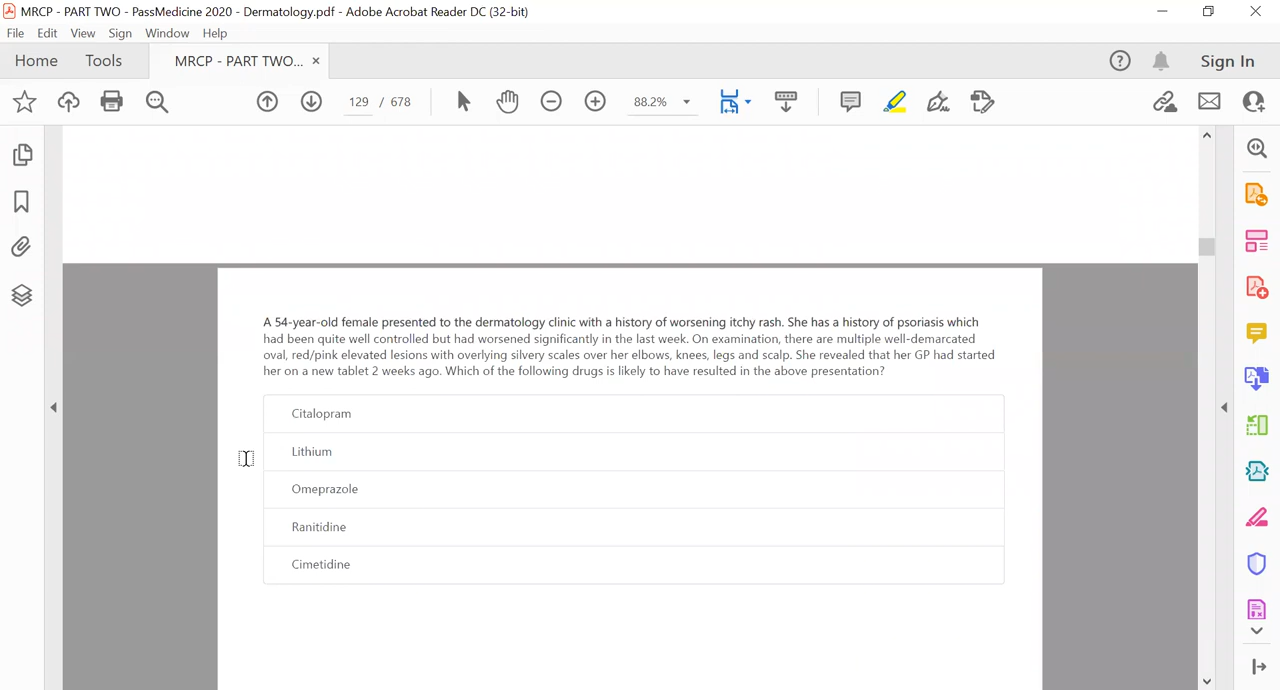 MRCP - PART TWO - PassMedicine 2020 - Dermatology.pdf - Adobe Acrobat Reader DC (32-bit)
File Edit View Sign Window Help
Home Tools MRCP - PART TWO... × Sign In
129 / 678 88.2%
A 54-year-old female presented to the dermatology clinic with a history of worsening itchy rash. She has a history of psoriasis which
had been quite well controlled but had worsened significantly in the last week. On examination, there are multiple well-demarcated
oval, red/pink elevated lesions with overlying silvery scales over her elbows, knees, legs and scalp. She revealed that her GP had started
her on a new tablet 2 weeks ago. Which of the following drugs is likely to have resulted in the above presentation?
Citalopram
Lithium
Omeprazole
Ranitidine
Cimetidine